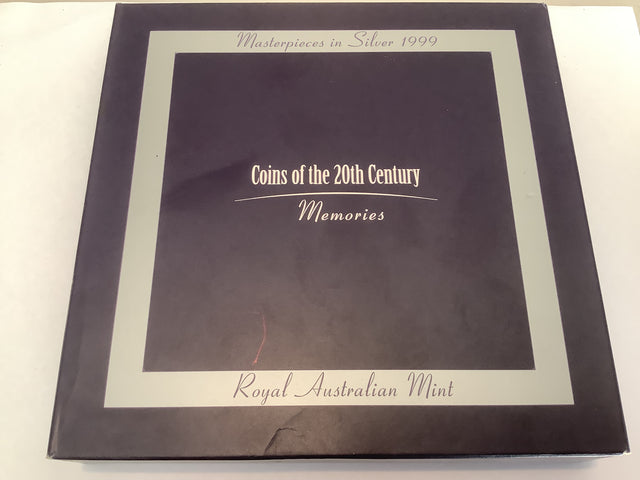 Masterpieces in Silver 1999
Coins of the 20th Century
Memories
Royal Australian Mint